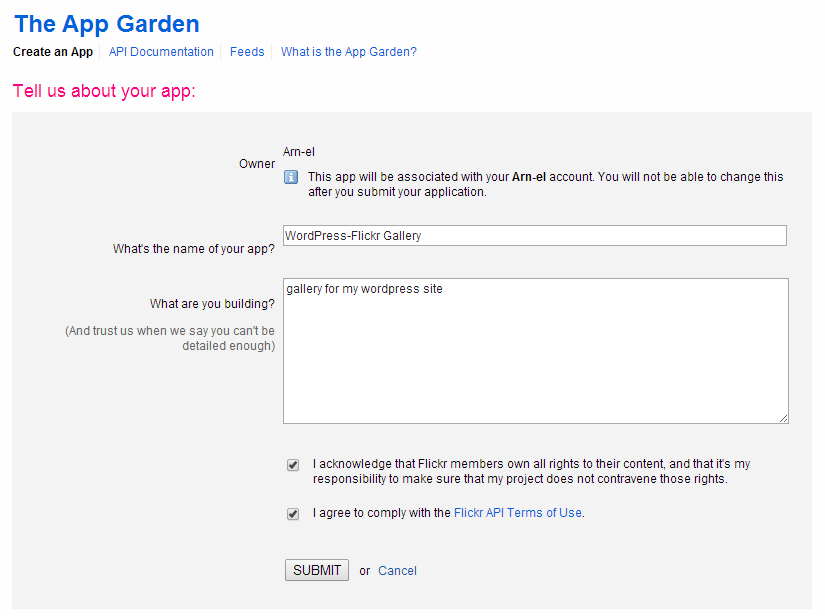 The App Garden
Create an App API Documentation Feeds What is the App Garden?
Tell us about your app:
Owner
Arn-el
This app will be associated with your Arn-el account. You will not be able to change this
after you submit your application.
What's the name of your app?
WordPress-Flickr Gallery
What are you building?
(And trust us when we say you can't be
detailed enough)
gallery for my wordpress site
I acknowledge that Flickr members own all rights to their content, and that it's my
responsibility to make sure that my project does not contravene those rights.
I agree to comply with the Flickr API Terms of Use.
SUBMIT or Cancel